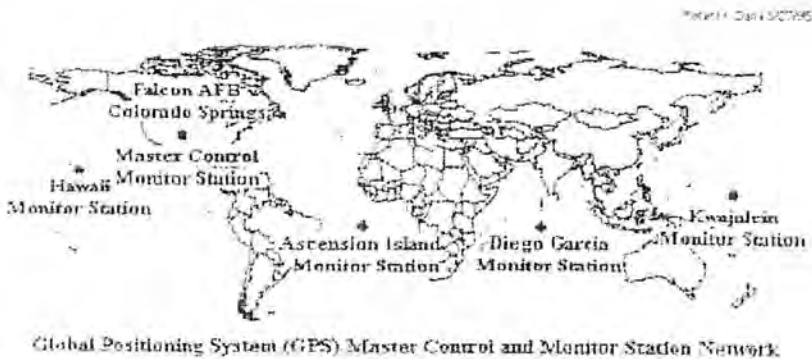 Falcon AFB
Colorado Springs
Master Control
Monitor Station
Hawaii
Monitor Station
Ascension Island
Monitor Station
Diego Garcia
Monitor Station
Kwajalein
Monitor Station
Global Positioning System (GPS) Master Control and Monitor Station Network